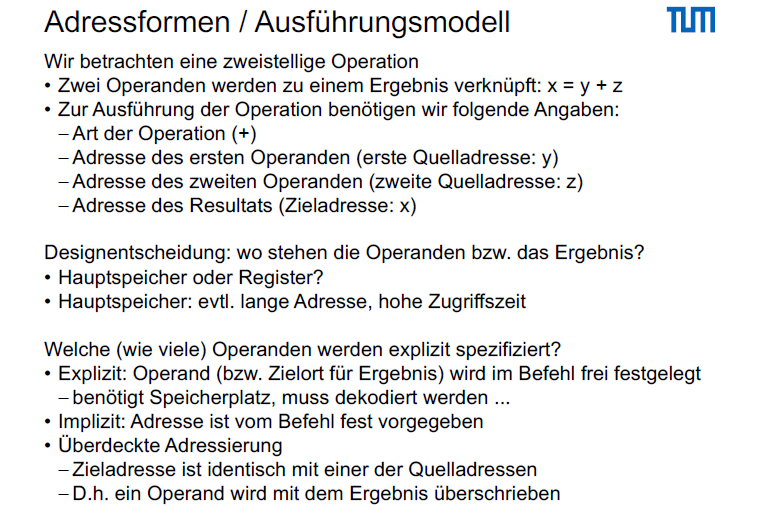 Adressformen / Ausführungsmodell
TUM
Wir betrachten eine zweistellige Operation
• Zwei Operanden werden zu einem Ergebnis verknüpft: x = y + z
• Zur Ausführung der Operation benötigen wir folgende Angaben:
– Art der Operation (+)
– Adresse des ersten Operanden (erste Quelladresse: y)
– Adresse des zweiten Operanden (zweite Quelladresse: z)
– Adresse des Resultats (Zieladresse: x)
Designentscheidung: wo stehen die Operanden bzw. das Ergebnis?
• Hauptspeicher oder Register?
• Hauptspeicher: evtl. lange Adresse, hohe Zugriffszeit
Welche (wie viele) Operanden werden explizit spezifiziert?
• Explizit: Operand (bzw. Zielort für Ergebnis) wird im Befehl frei festgelegt
– benötigt Speicherplatz, muss dekodiert werden ...
• Implizit: Adresse ist vom Befehl fest vorgegeben
• Überdeckte Adressierung
– Zieladresse ist identisch mit einer der Quelladressen
– D.h. ein Operand wird mit dem Ergebnis überschrieben